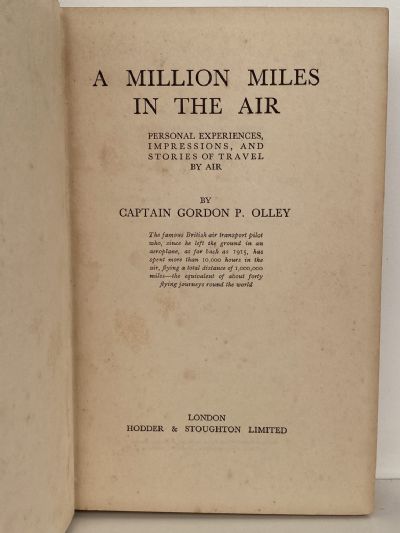 A MILLION MILES
IN THE AIR
PERSONAL EXPERIENCES,
IMPRESSIONS, AND
STORIES OF TRAVEL
BY AIR
BY
CAPTAIN GORDON P. OLLEY
The famous British air transport pilot
who, since he left the ground in an
aeroplane, as far back as 1915, has
spent more than 10,000 hours in the
air, flying a total distance of 1,000,000
miles—the equivalent of about forty
flying journeys round the world
LONDON
HODDER & STOUGHTON LIMITED